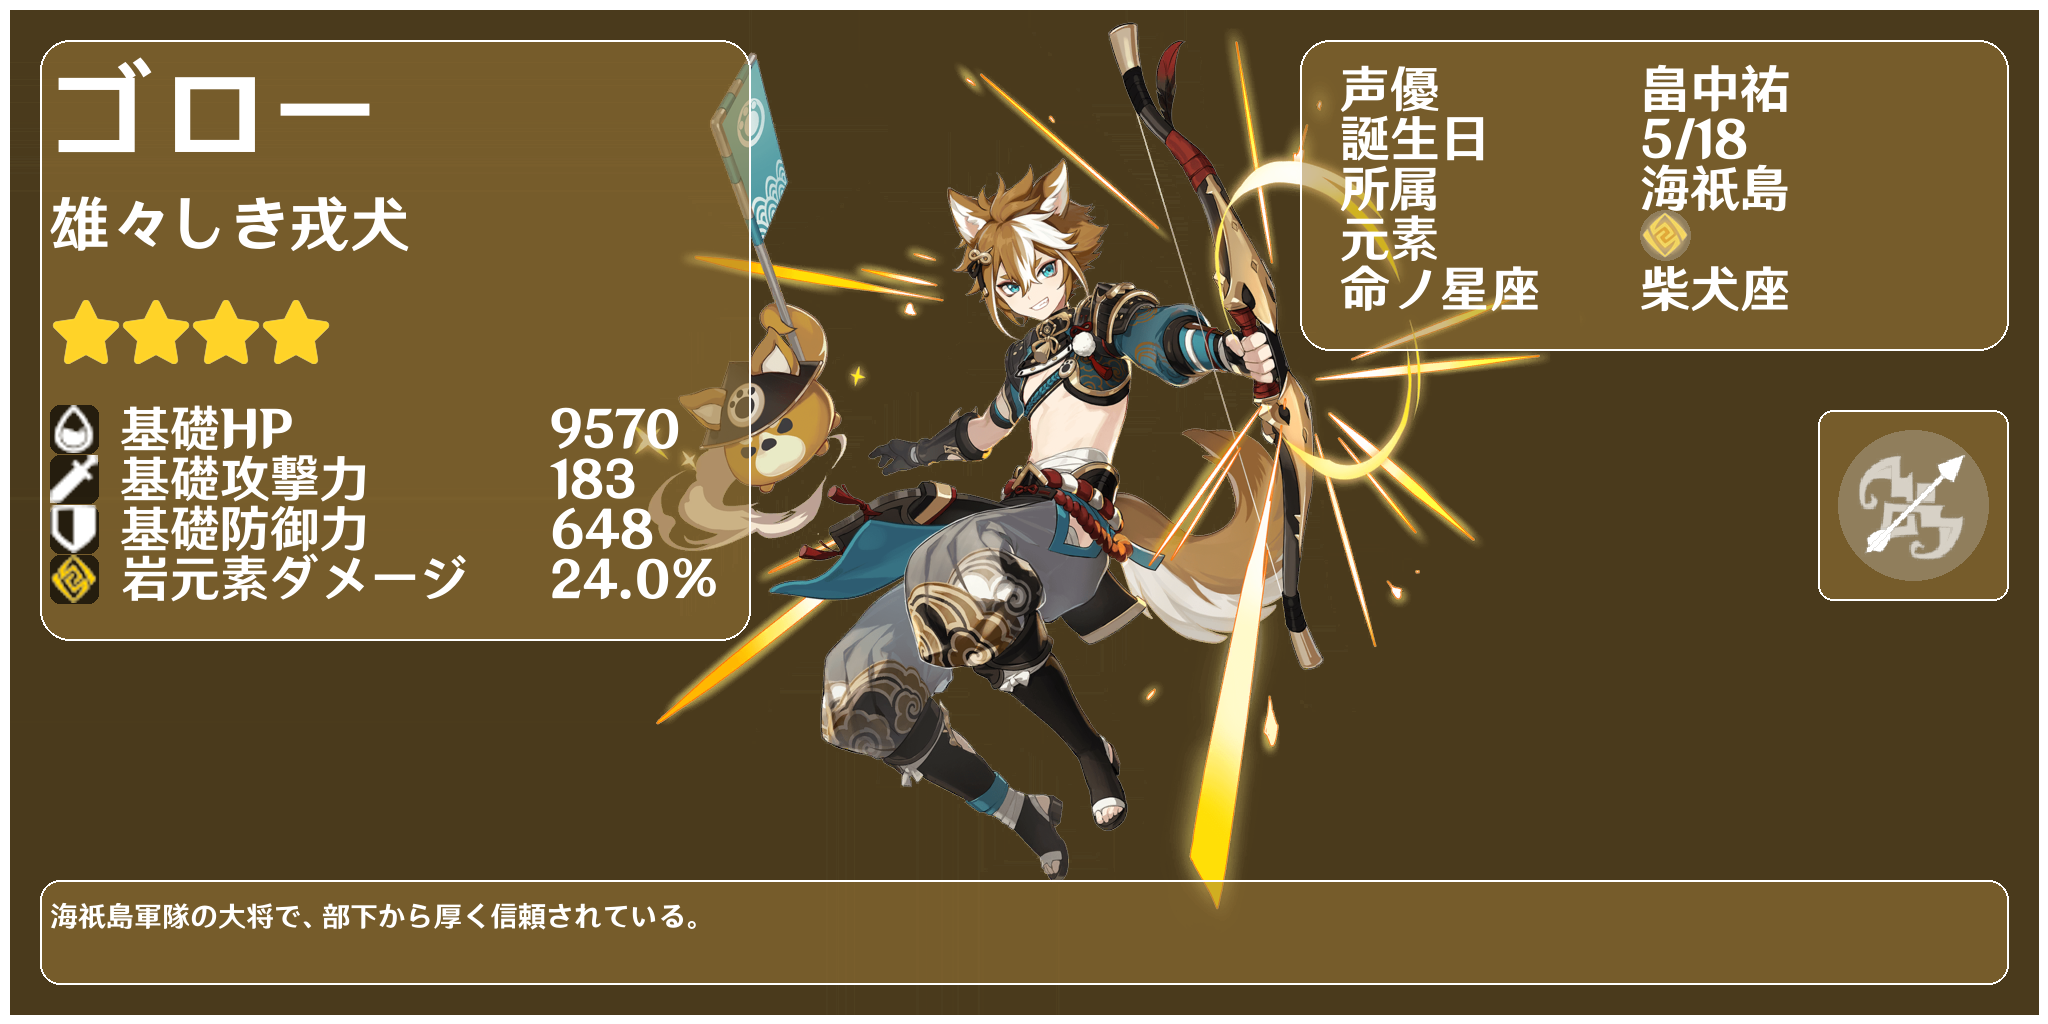 ゴロー
雄々しき戎犬
基礎HP 9570
基礎攻撃力 183
基礎防御力 648
岩元素ダメージ 24.0%
声優 畠中祐
誕生日 5/18
所属 海祇島
元素
命ノ星座 柴犬座
海祇島軍隊の大将で、部下から厚く信頼されている。